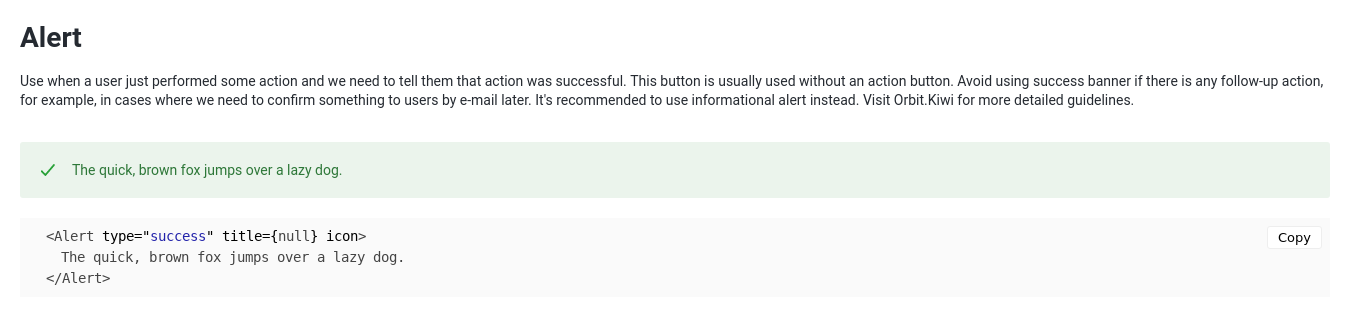 Alert
Use when a user just performed some action and we need to tell them that action was successful. This button is usually used without an action button. Avoid using success banner if there is any follow-up action,
for example, in cases where we need to confirm something to users by e-mail later. It's recommended to use informational alert instead. Visit Orbit.Kiwi for more detailed guidelines.
The quick, brown fox jumps over a lazy dog.
<Alert type="success" title={null} icon>
Copy
The quick, brown fox jumps over a lazy dog.
</Alert>